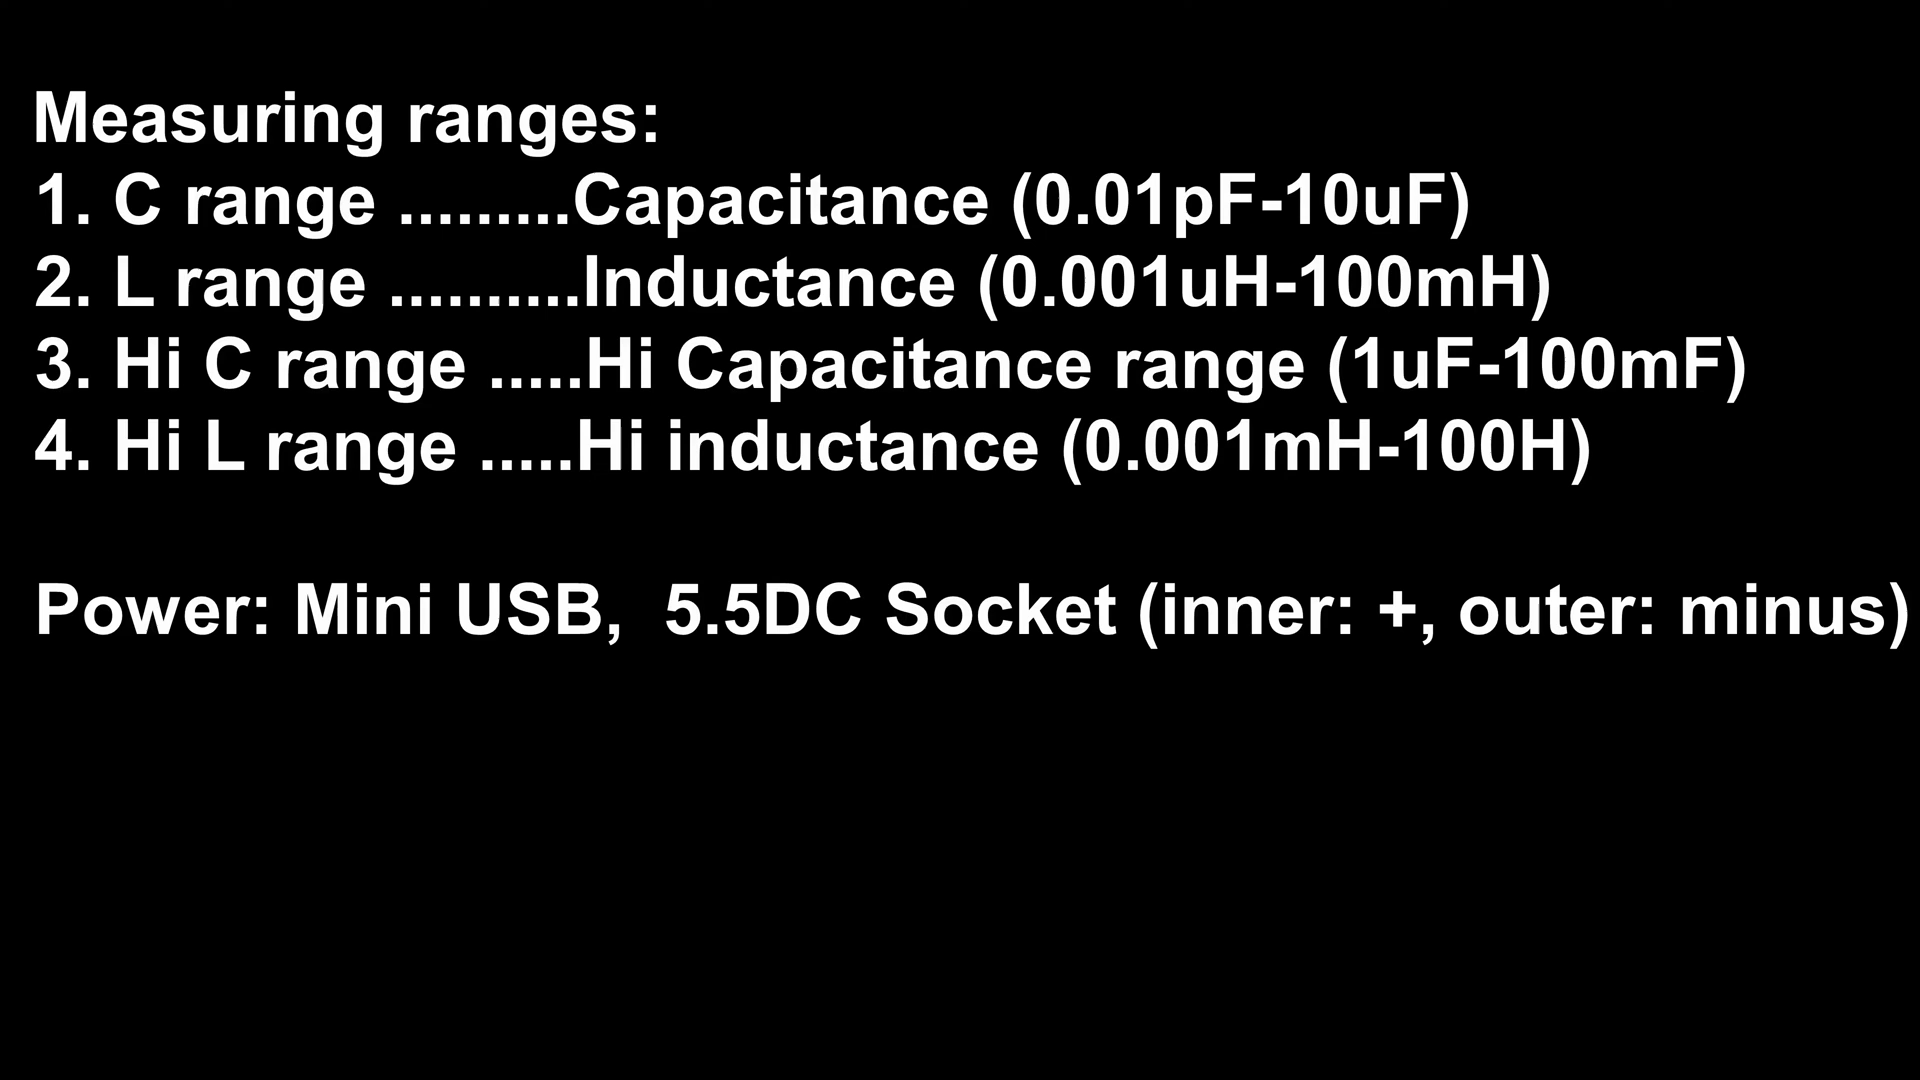 Measuring ranges:
1. C range .........Capacitance (0.01pF-10uF)
2. L range ..........Inductance (0.001uH-100mH)
3. Hi C range .....Hi Capacitance range (1uF-100mF)
4. Hi L range .....Hi inductance (0.001mH-100H)
Power: Mini USB,  5.5DC Socket (inner: +, outer: minus)